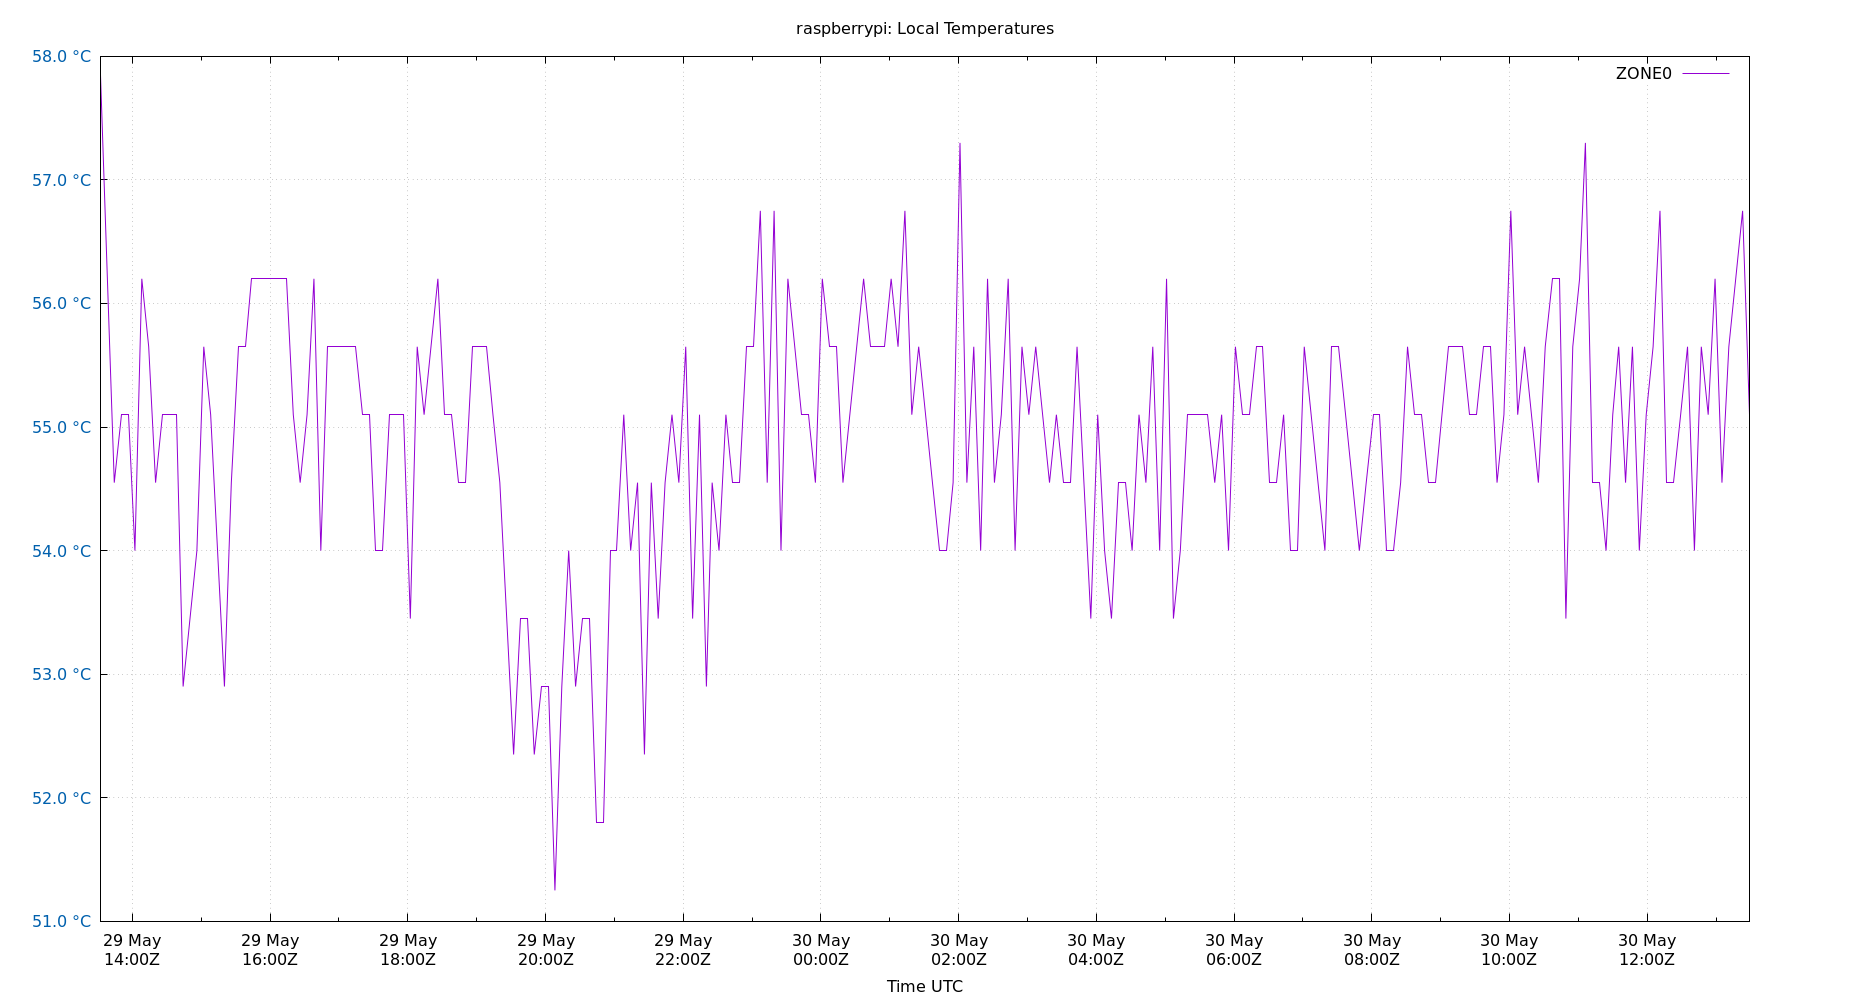 raspberrypi: Local Temperatures
58.0 °C
ZONE0
57.0 °C
56.0 °C
55.0 °C
54.0 °C
53.0 °C
52.0 °C
51.0 °C
29 May 29 May 29 May 29 May 29 May 30 May 30 May 30 May 30 May 30 May 30 May 30 May
14:00Z 16:00Z 18:00Z 20:00Z 22:00Z 00:00Z 02:00Z 04:00Z 06:00Z 08:00Z 10:00Z 12:00Z
Time UTC